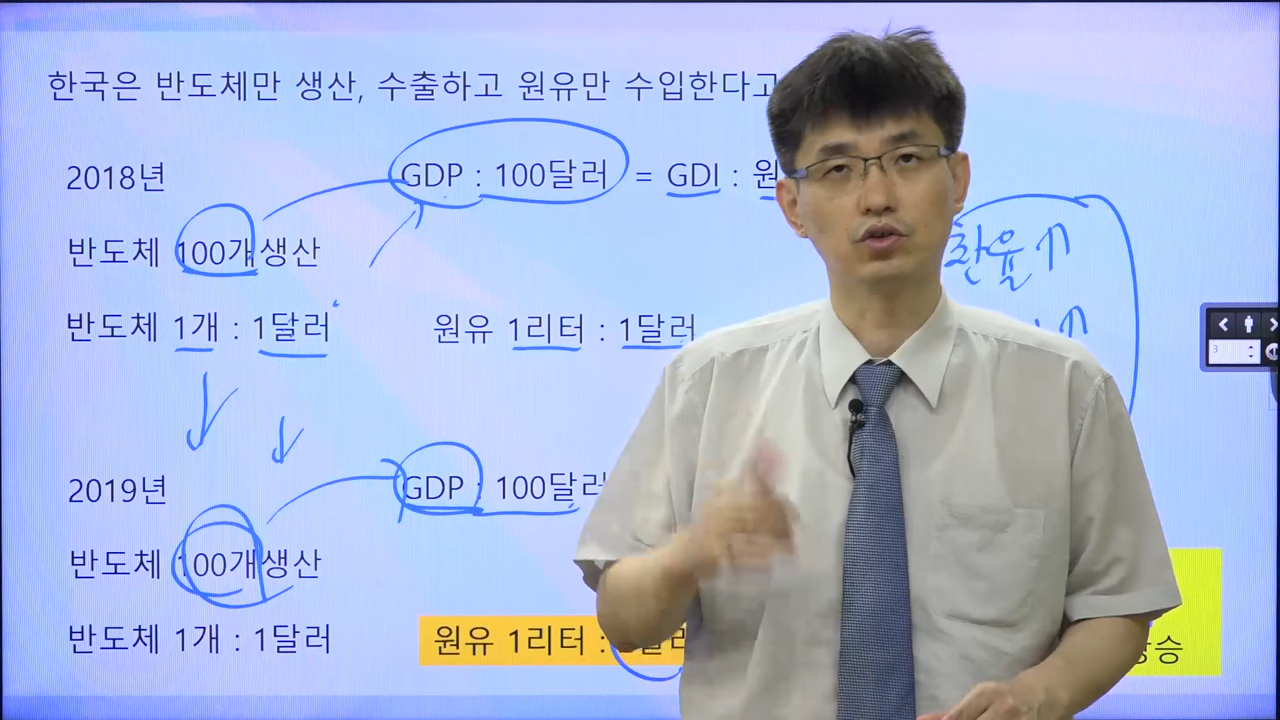 한국은 반도체만 생산, 수출하고 원유만 수입한다고
2018년
GDP : 100달러 = GDI : 원
반도체 100개 생산
환율↑
반도체 1개 : 1달러
원유 1리터 : 1달러
2019년
GDP : 100달러
반도체 100개 생산
반도체 1개 : 1달러
원유 1리터 :
상승
3